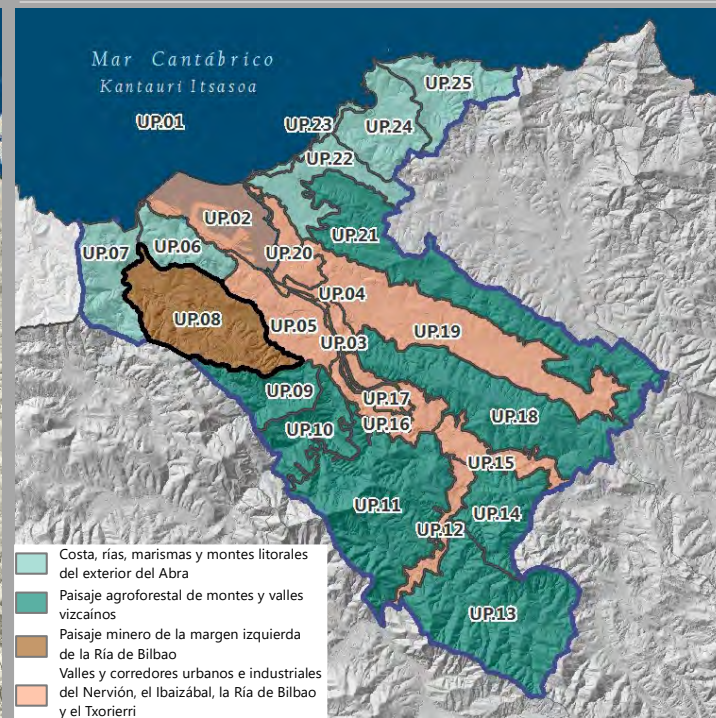 Mar Cantábrico
Kantauri Itsasoa
UP.01
UP.25
UP.23
UP.24
UP.22
UP.02
UP.21
UP.07
UP.06
UP.20
UP.04
UP.08
UP.05
UP.19
UP.03
UP.09
UP.17
UP.18
UP.10
UP.16
UP.15
UP.11
UP.14
UP.12
UP.13
Costa, rías, marismas y montes litorales
del exterior del Abra
Paisaje agroforestal de montes y valles
vizcaínos
Paisaje minero de la margen izquierda
de la Ría de Bilbao
Valles y corredores urbanos e industriales
del Nervión, el Ibaizábal, la Ría de Bilbao
y el Txorierri